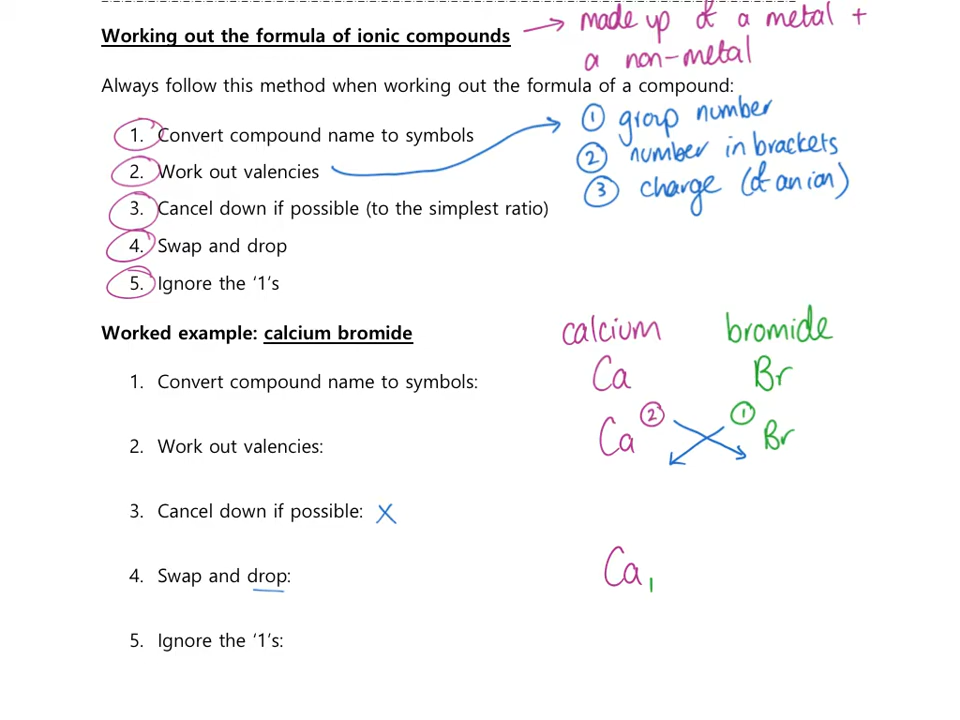 Working out the formula of ionic compounds → made up of a metal +
a non-metal
Always follow this method when working out the formula of a compound:
1. Convert compound name to symbols
2. Work out valencies
3. Cancel down if possible (to the simplest ratio)
4. Swap and drop
5. Ignore the ‘1’s
① group number
② number in brackets
③ charge (of an ion)
Worked example: calcium bromide
calcium bromide
1. Convert compound name to symbols: Ca Br
2. Work out valencies: Ca ② ① Br
3. Cancel down if possible: X
4. Swap and drop: Ca₁
5. Ignore the ‘1’s: